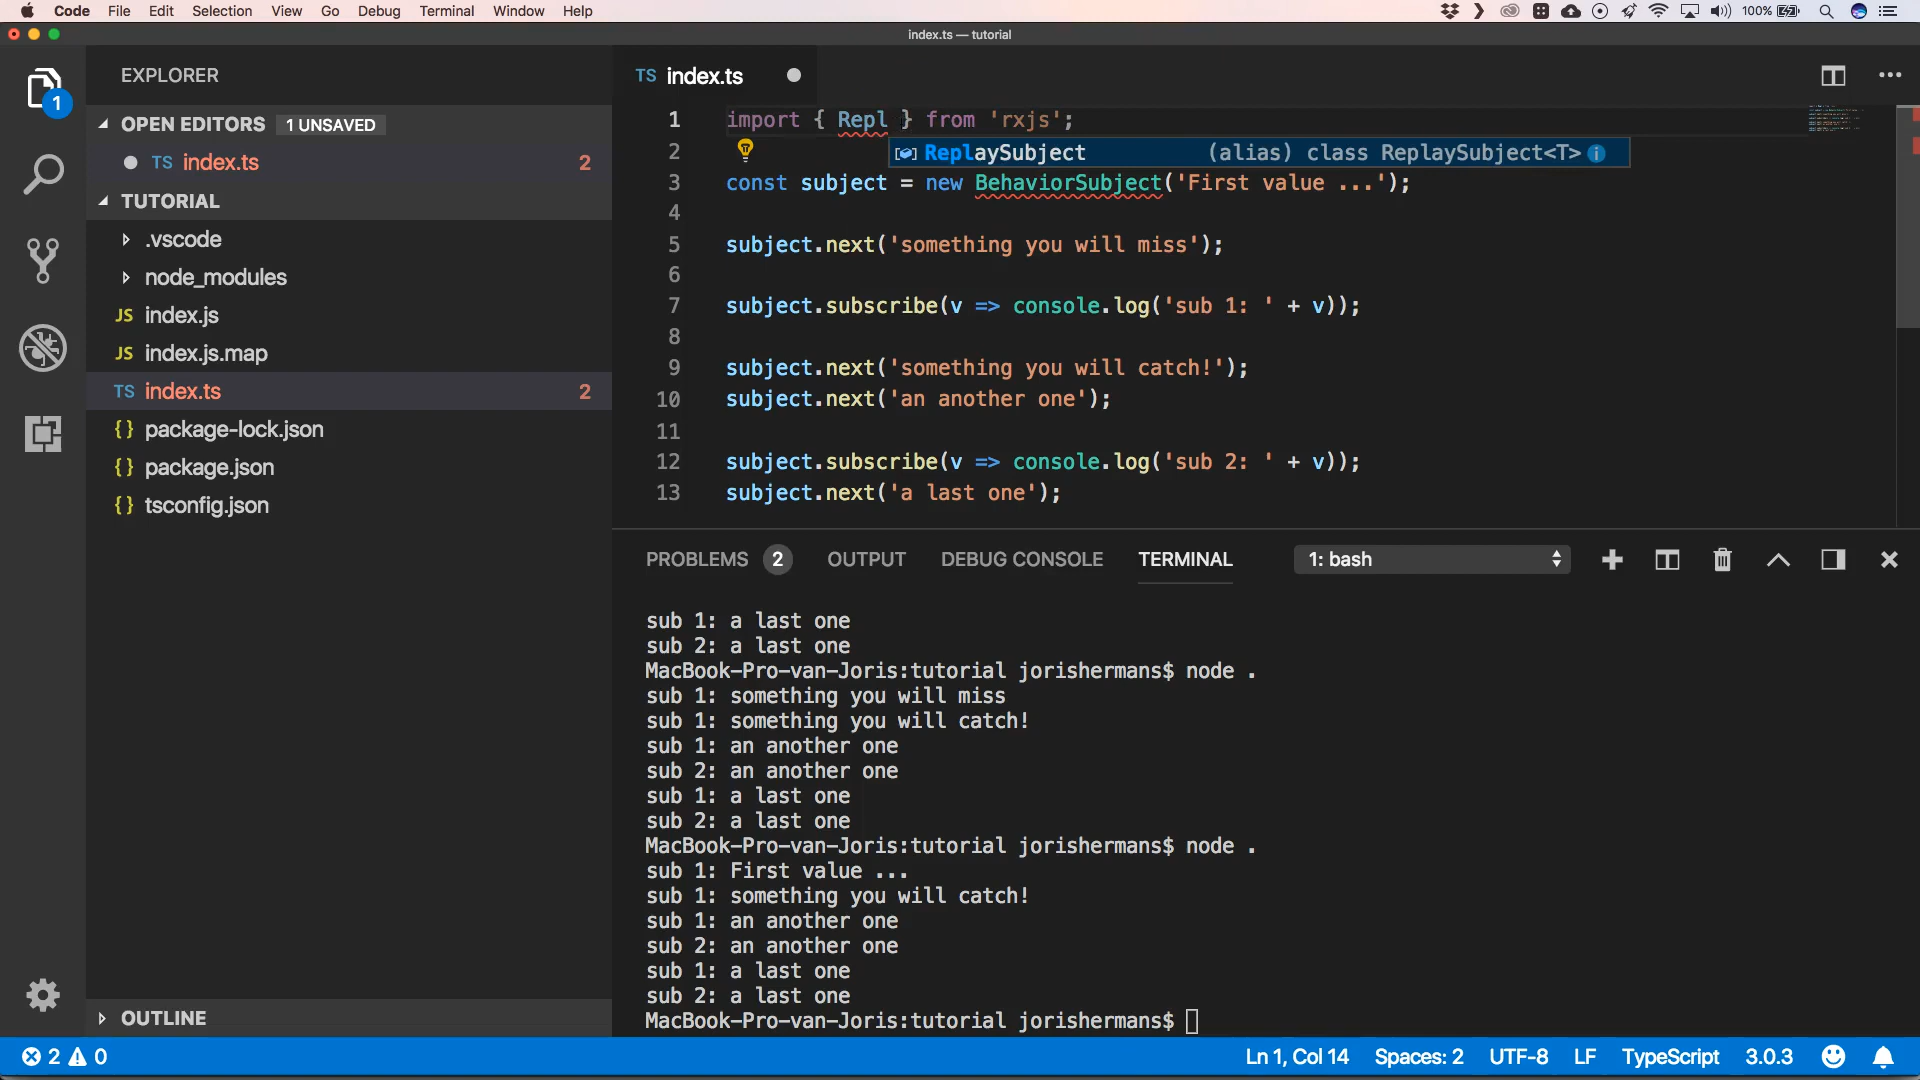 Code File Edit Selection View Go Debug Terminal Window Help 100%
index.ts — tutorial
EXPLORER
1
OPEN EDITORS 1 UNSAVED
TS index.ts 2
TUTORIAL
.vscode
node_modules
JS index.js
JS index.js.map
TS index.ts 2
{ } package-lock.json
{ } package.json
{ } tsconfig.json
OUTLINE
TS index.ts
1 import { Repl } from 'rxjs';
2
ReplaySubject (alias) class ReplaySubject<T>
3 const subject = new BehaviorSubject('First value ...');
4
5 subject.next('something you will miss');
6
7 subject.subscribe(v => console.log('sub 1: ' + v));
8
9 subject.next('something you will catch!');
10 subject.next('an another one');
11
12 subject.subscribe(v => console.log('sub 2: ' + v));
13 subject.next('a last one');
PROBLEMS 2 OUTPUT DEBUG CONSOLE TERMINAL 1: bash
sub 1: a last one
sub 2: a last one
MacBook-Pro-van-Joris:tutorial jorishermans$ node .
sub 1: something you will miss
sub 1: something you will catch!
sub 1: an another one
sub 2: an another one
sub 1: a last one
sub 2: a last one
MacBook-Pro-van-Joris:tutorial jorishermans$ node .
sub 1: First value ...
sub 1: something you will catch!
sub 1: an another one
sub 2: an another one
sub 1: a last one
sub 2: a last one
MacBook-Pro-van-Joris:tutorial jorishermans$
2 0 Ln 1, Col 14 Spaces: 2 UTF-8 LF TypeScript 3.0.3